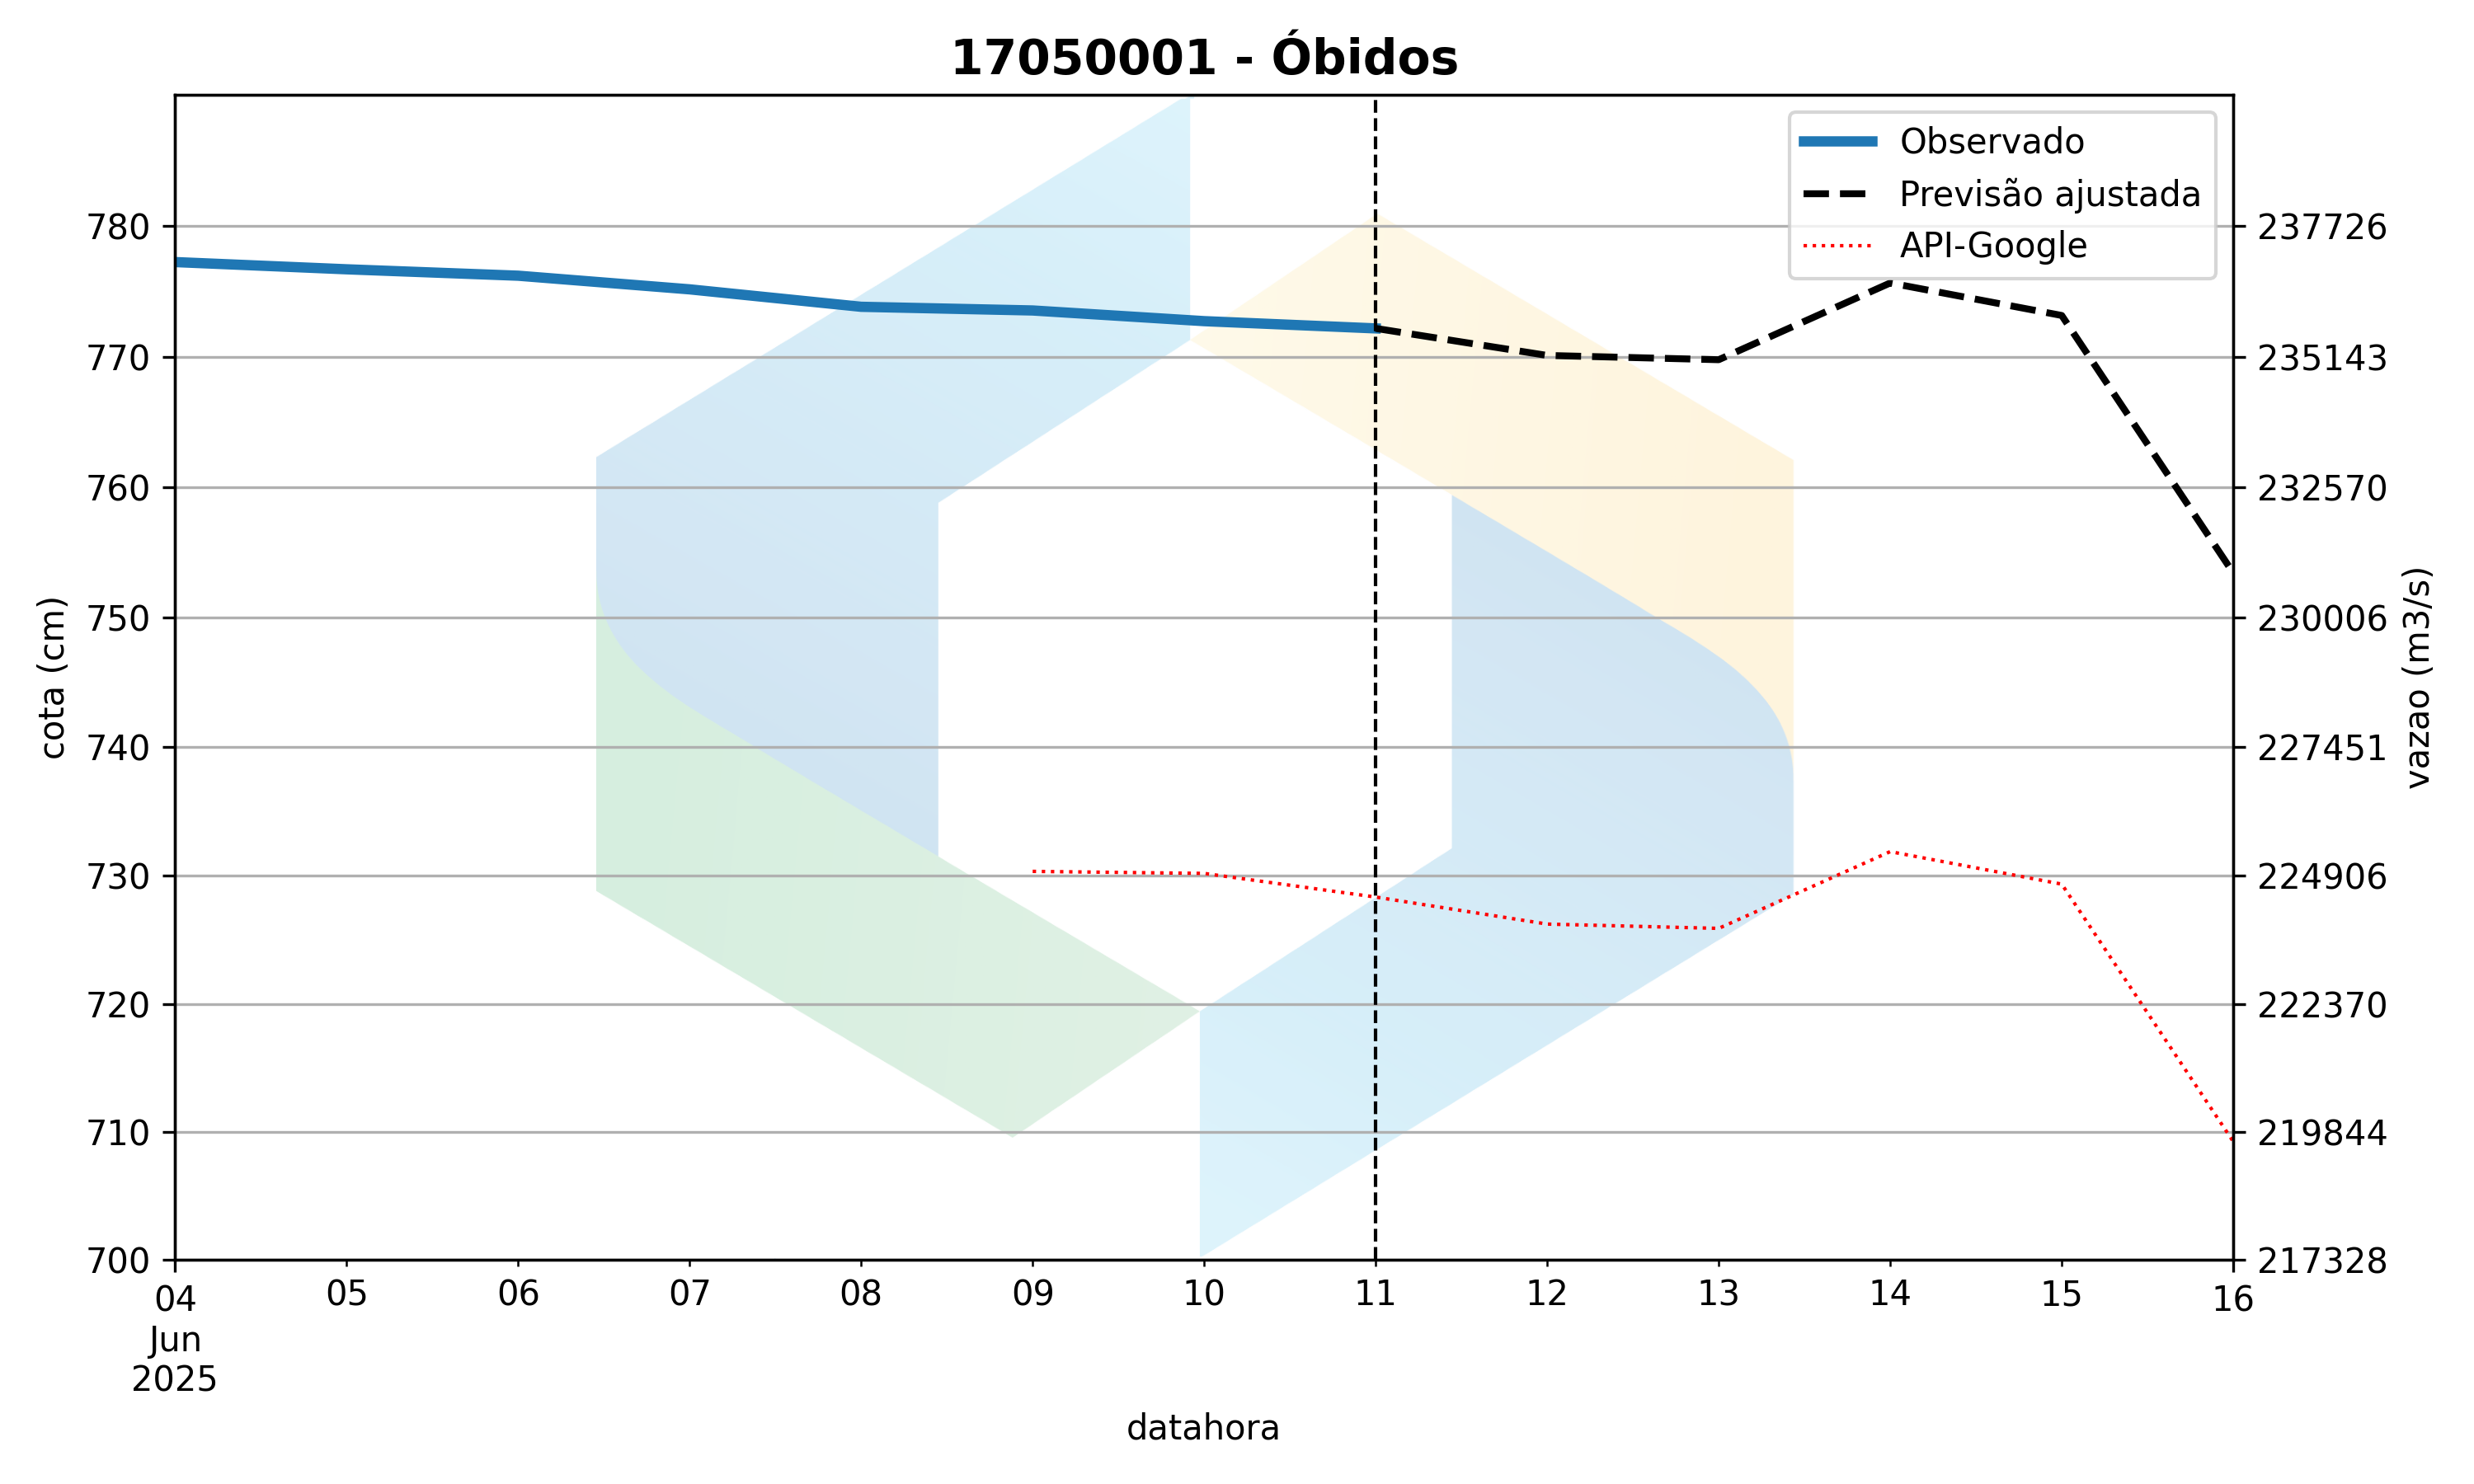 17050001 - Óbidos
Observado
Previsão ajustada
API-Google
780
770
760
750
740
730
720
710
700
cota (cm)
237726
235143
232570
230006
227451
224906
222370
219844
217328
vazao (m3/s)
04 05 06 07 08 09 10 11 12 13 14 15 16
Jun
2025
datahora